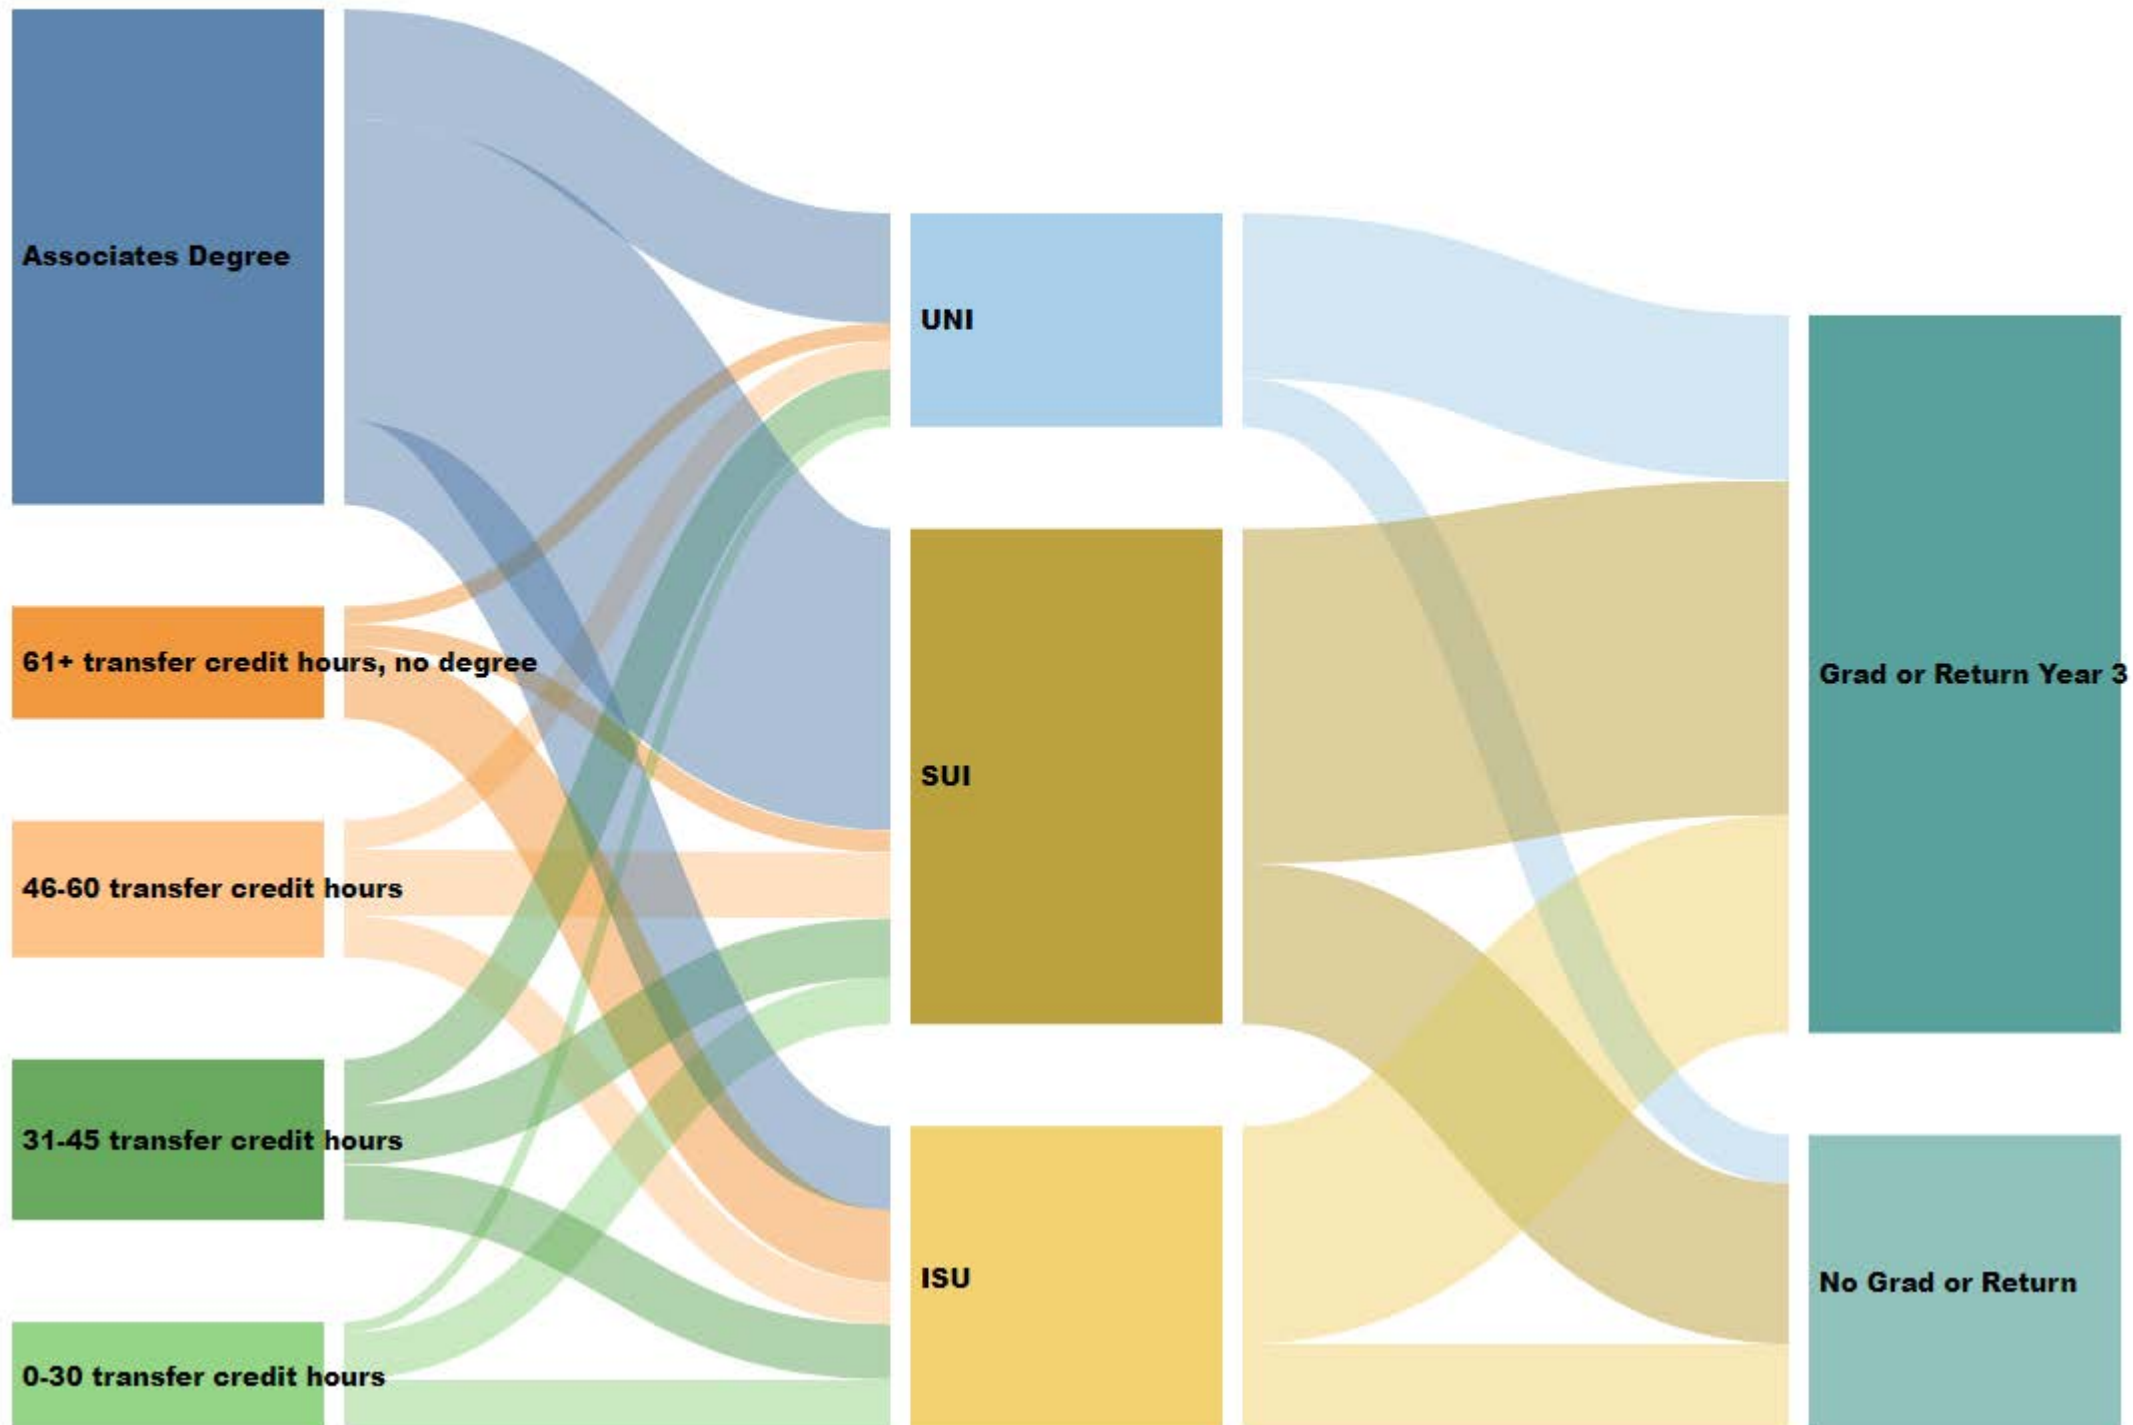 Associates Degree
61+ transfer credit hours, no degree
46-60 transfer credit hours
31-45 transfer credit hours
0-30 transfer credit hours
UNI
SUI
ISU
Grad or Return Year 3
No Grad or Return